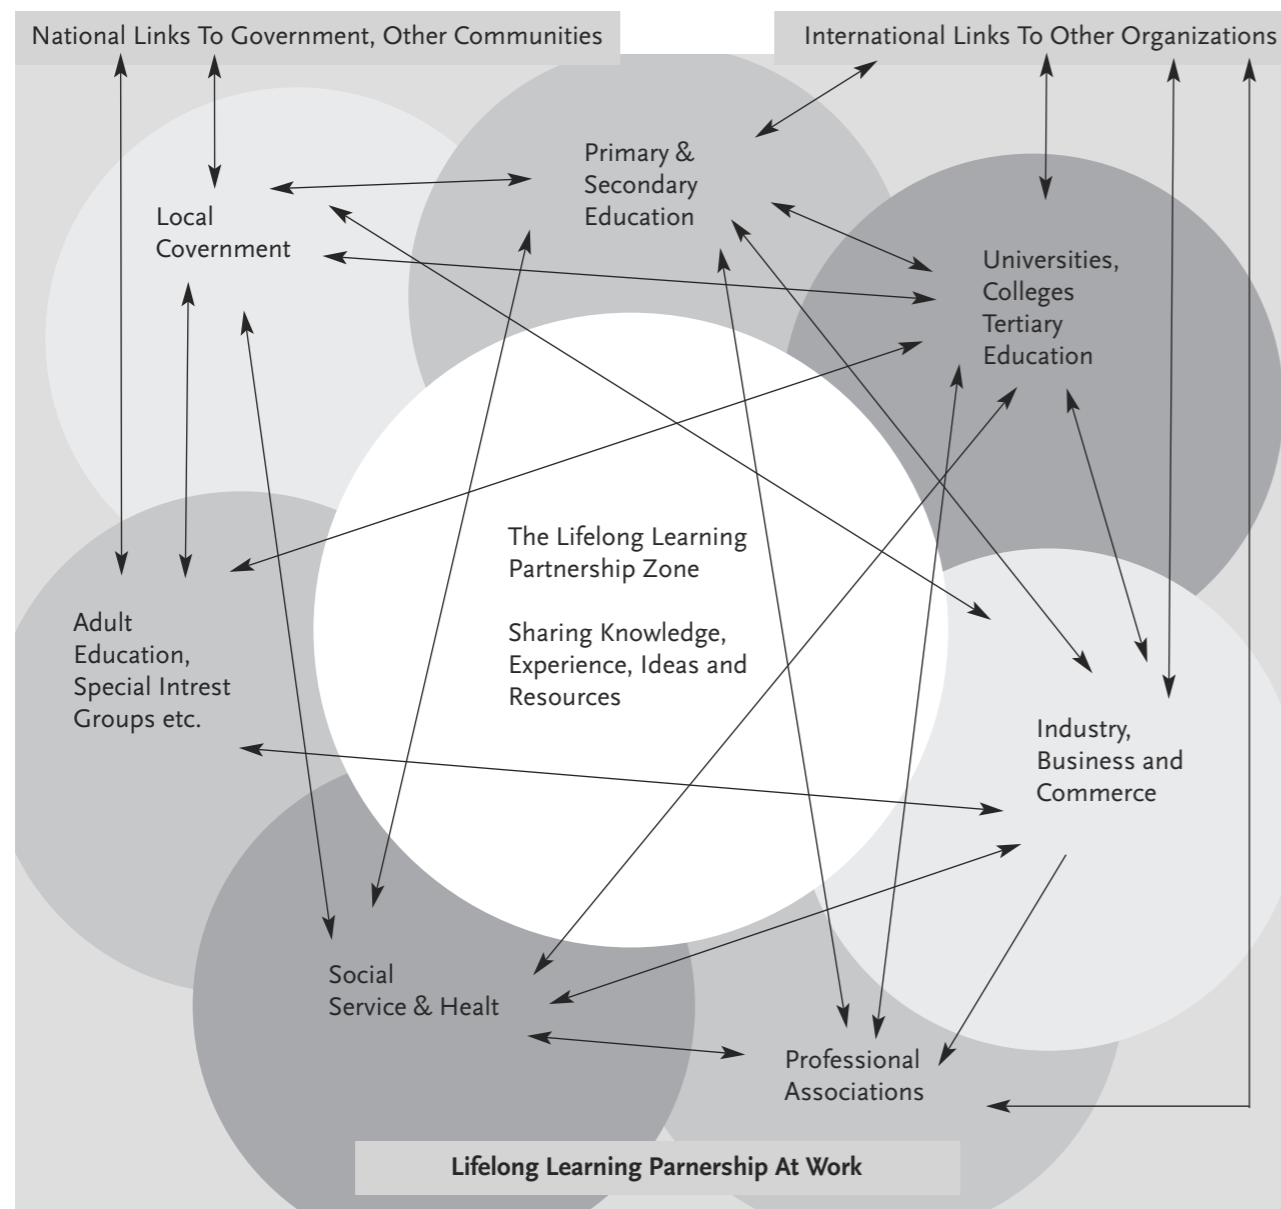 National Links To Government, Other Communities
International Links To Other Organizations
Primary &
Secondary
Education
Local
Government
Universities,
Colleges
Tertiary
Education
The Lifelong Learning
Partnership Zone
Sharing Knowledge,
Experience, Ideas and
Resources
Adult
Education,
Special Intrest
Groups etc.
Industry,
Business and
Commerce
Social
Service & Healt
Professional
Associations
Lifelong Learning Parnership At Work